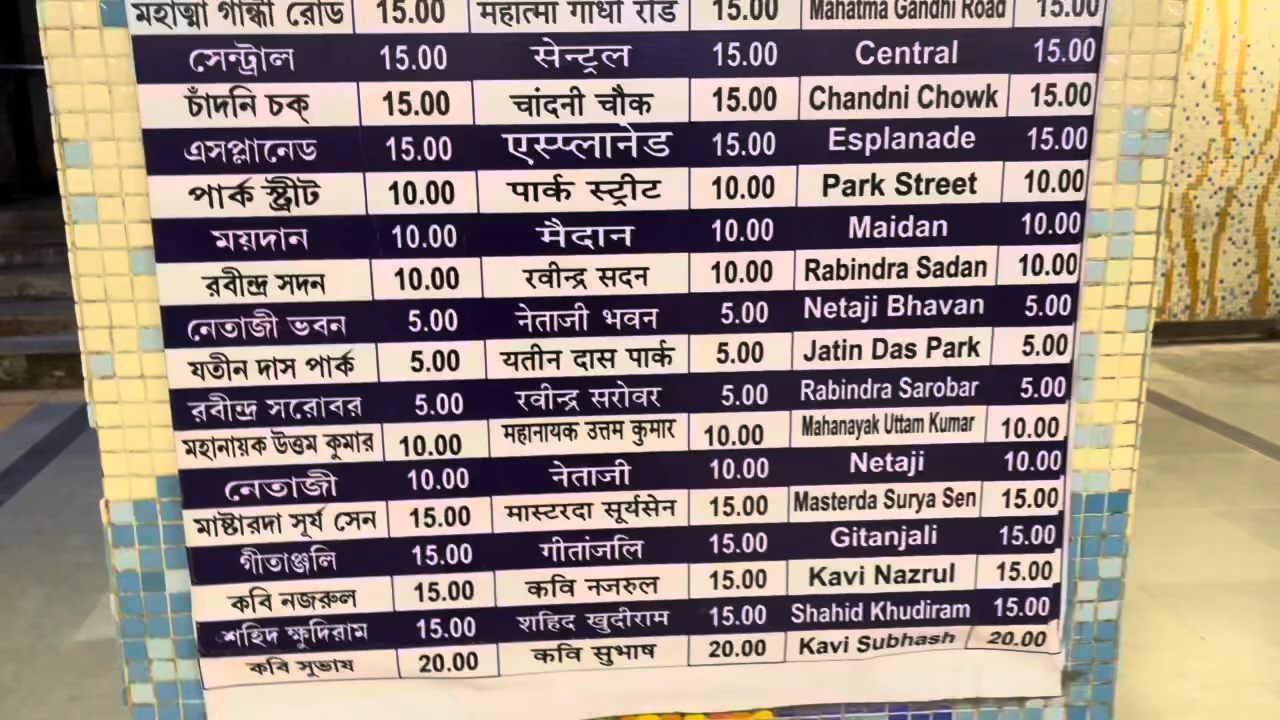 মহাত্মা গান্ধী রোড 15.00 महात्मा गांधी रोड 15.00 Mahatma Gandhi Road 15.00
সেন্ট্রাল 15.00 सेन्ट्रल 15.00 Central 15.00
চাঁদনি চক্ 15.00 चांदनी चौक 15.00 Chandni Chowk 15.00
এসপ্লানেড 15.00 एस्प्लानेड 15.00 Esplanade 15.00
পার্ক স্ট্রীট 10.00 पार्क स्ट्रीट 10.00 Park Street 10.00
ময়দান 10.00 मैदान 10.00 Maidan 10.00
রবীন্দ্র সদন 10.00 रवीन्द्र सदन 10.00 Rabindra Sadan 10.00
নেতাজী ভবন 5.00 नेताजी भवन 5.00 Netaji Bhavan 5.00
যতীন দাস পার্ক 5.00 यतीन दास पार्क 5.00 Jatin Das Park 5.00
রবীন্দ্র সরোবর 5.00 रवीन्द्र सरोवर 5.00 Rabindra Sarobar 5.00
মহানায়ক উত্তম কুমার 10.00 महानायक उत्तम कुमार 10.00 Mahanayak Uttam Kumar 10.00
নেতাজী 10.00 नेताजी 10.00 Netaji 10.00
মাষ্টারদা সূর্য সেন 15.00 मास्टरदा सूर्यसेन 15.00 Masterda Surya Sen 15.00
গীতাঞ্জলি 15.00 गीतांजलि 15.00 Gitanjali 15.00
কবি নজরুল 15.00 कवि नजरुल 15.00 Kavi Nazrul 15.00
শহিদ ক্ষুদিরাম 15.00 शहिद खुदीराम 15.00 Shahid Khudiram 15.00
কবি সুভাষ 20.00 कवि सुभाष 20.00 Kavi Subhash 20.00